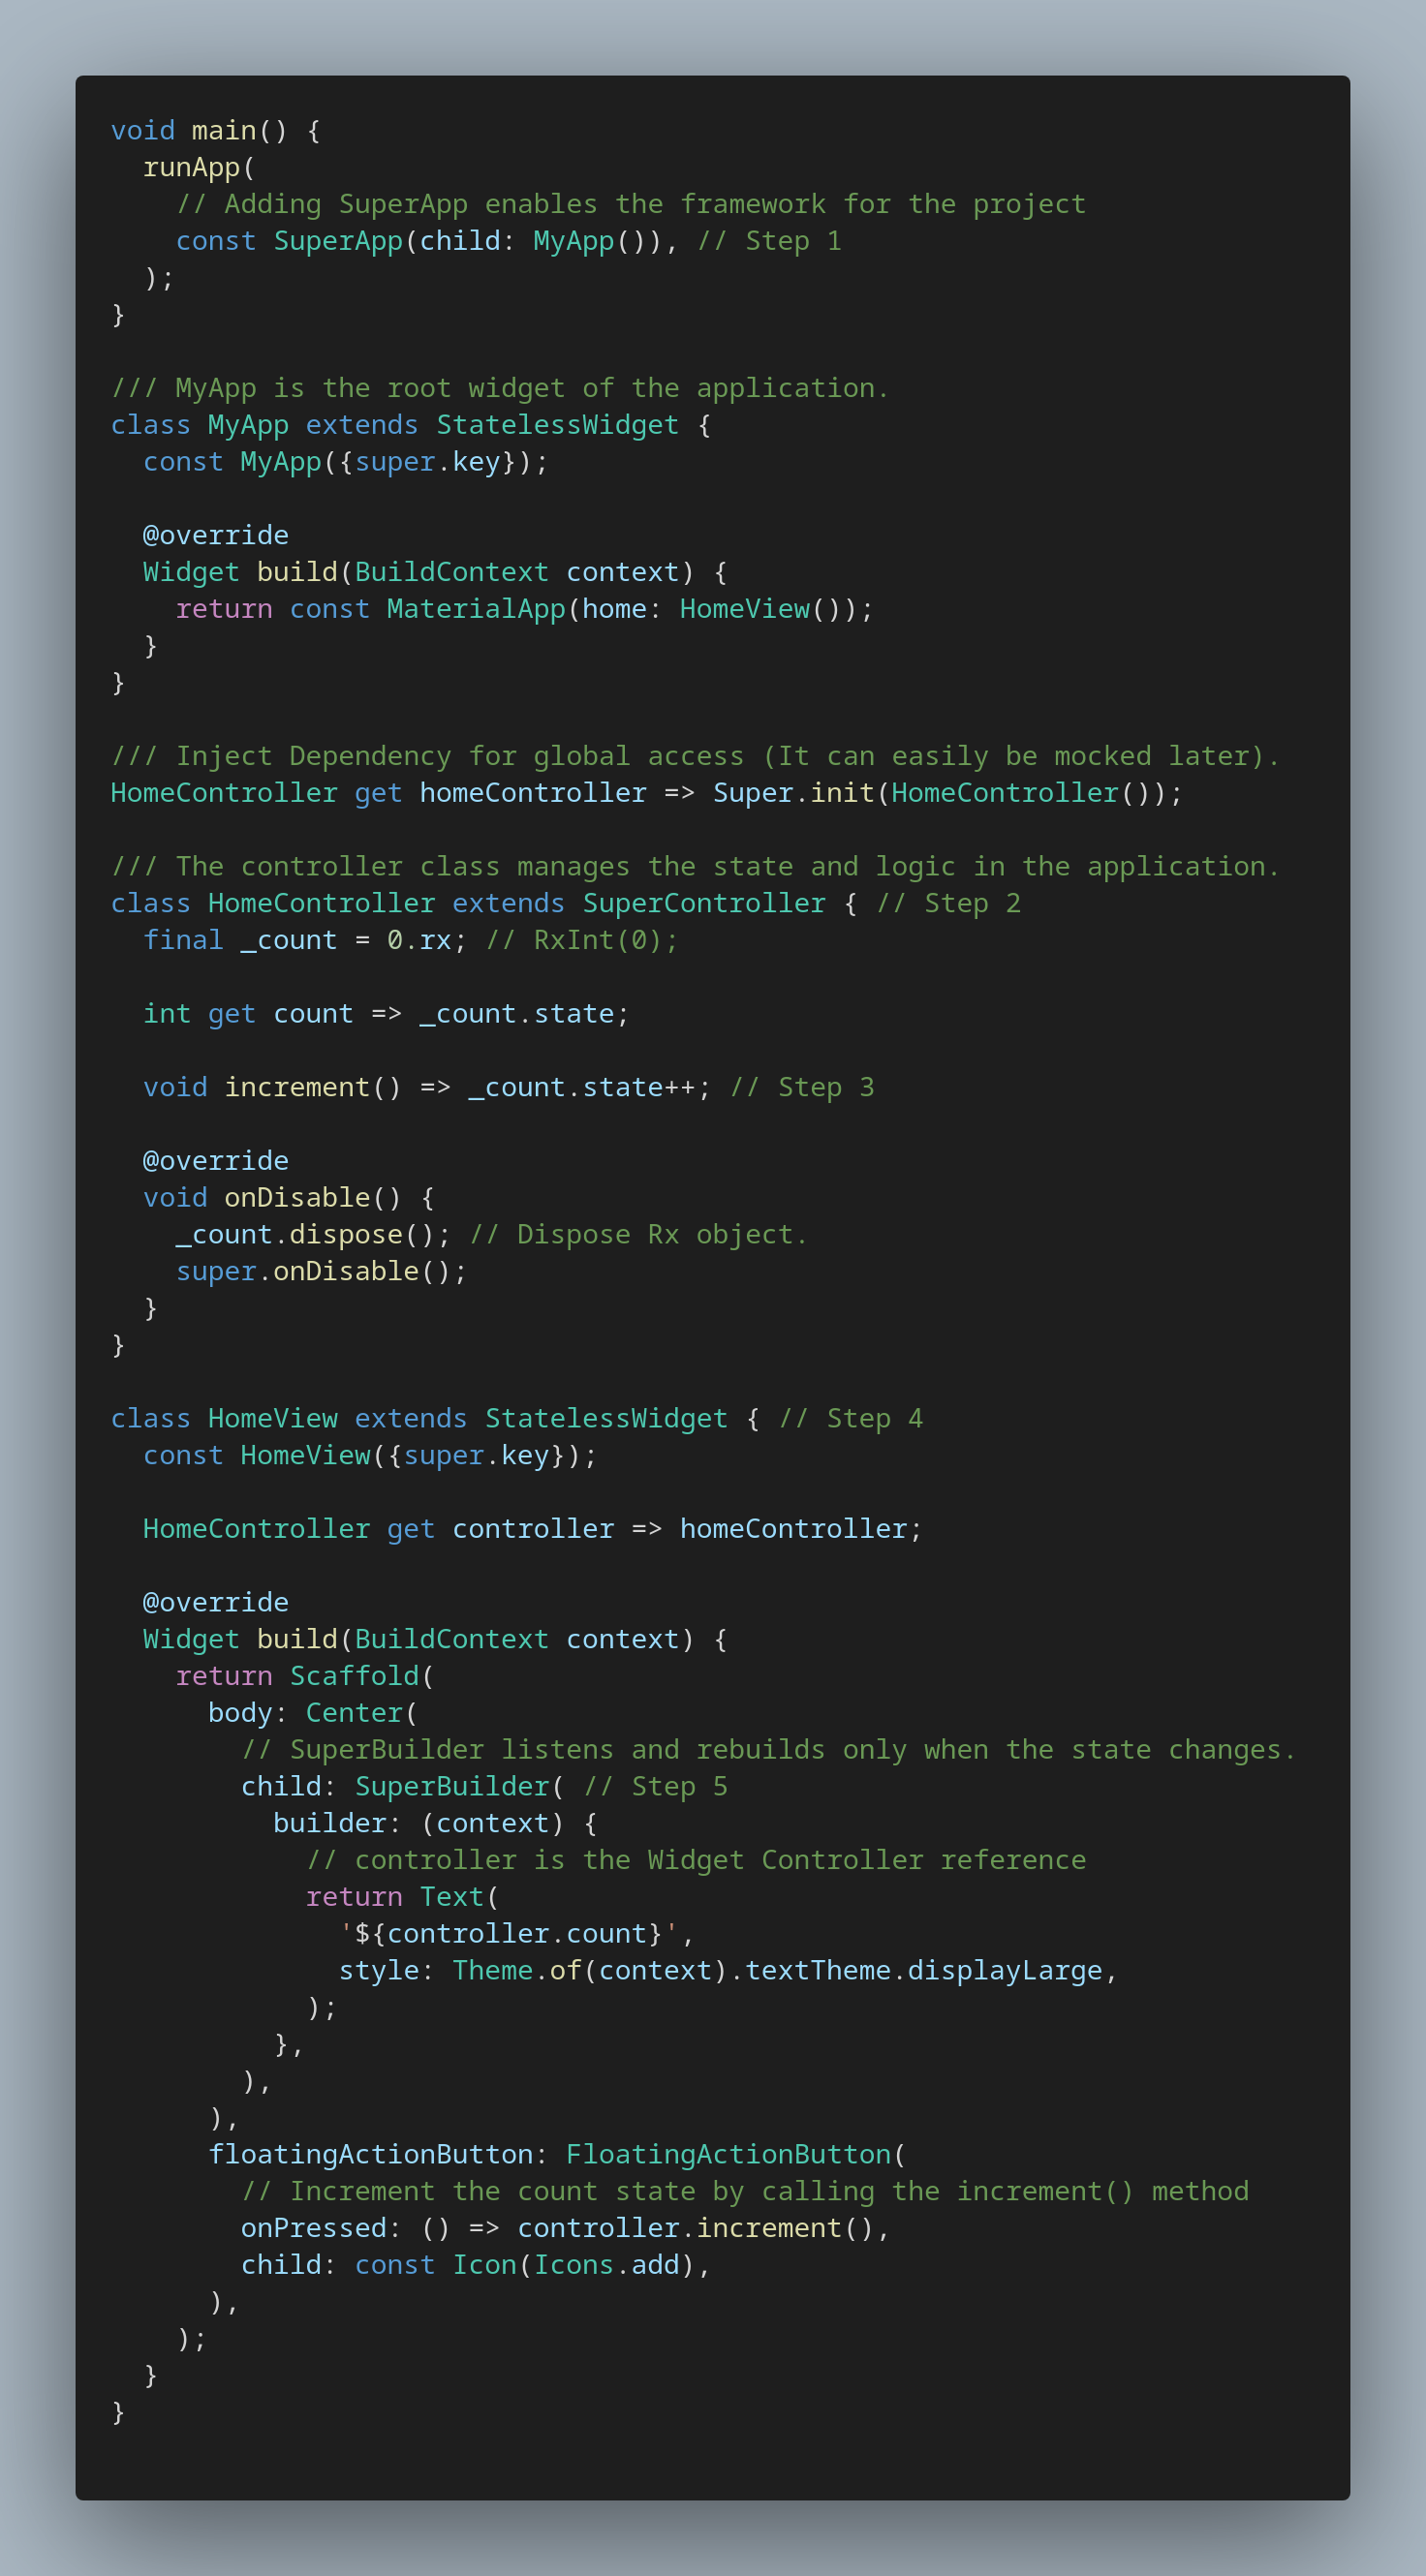 void main() {
  runApp(
    // Adding SuperApp enables the framework for the project
    const SuperApp(child: MyApp()), // Step 1
  );
}

/// MyApp is the root widget of the application.
class MyApp extends StatelessWidget {
  const MyApp({super.key});

  @override
  Widget build(BuildContext context) {
    return const MaterialApp(home: HomeView());
  }
}

/// Inject Dependency for global access (It can easily be mocked later).
HomeController get homeController => Super.init(HomeController());

/// The controller class manages the state and logic in the application.
class HomeController extends SuperController { // Step 2
  final _count = 0.rx; // RxInt(0);

  int get count => _count.state;

  void increment() => _count.state++; // Step 3

  @override
  void onDisable() {
    _count.dispose(); // Dispose Rx object.
    super.onDisable();
  }
}

class HomeView extends StatelessWidget { // Step 4
  const HomeView({super.key});

  HomeController get controller => homeController;

  @override
  Widget build(BuildContext context) {
    return Scaffold(
      body: Center(
        // SuperBuilder listens and rebuilds only when the state changes.
        child: SuperBuilder( // Step 5
          builder: (context) {
            // controller is the Widget Controller reference
            return Text(
              '${controller.count}',
              style: Theme.of(context).textTheme.displayLarge,
            );
          },
        ),
      ),
      floatingActionButton: FloatingActionButton(
        // Increment the count state by calling the increment() method
        onPressed: () => controller.increment(),
        child: const Icon(Icons.add),
      ),
    );
  }
}